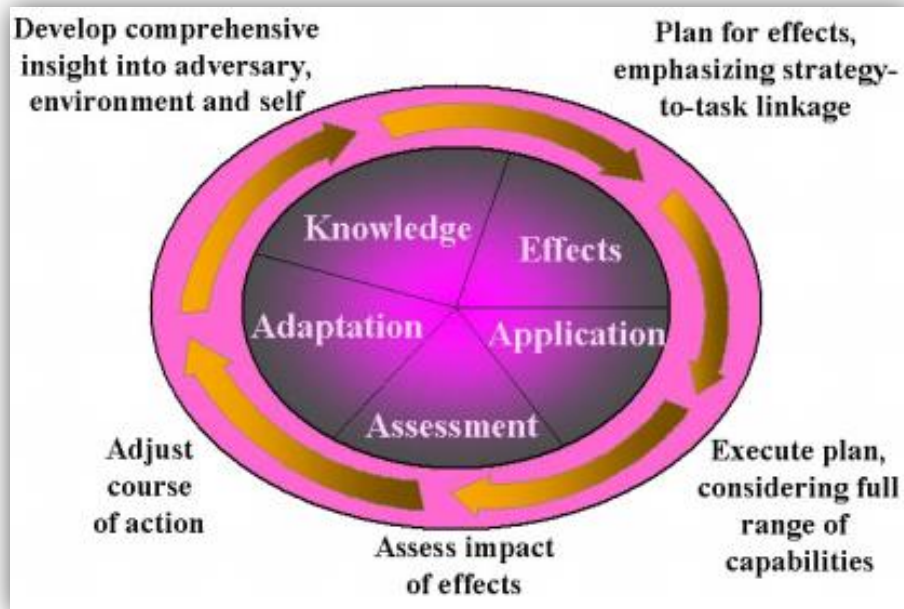 Develop comprehensive
insight into adversary,
environment and self
Plan for effects,
emphasizing strategy-
to-task linkage
Knowledge
Effects
Adaptation
Application
Assessment
Adjust
course
of action
Assess impact
of effects
Execute plan,
considering full
range of
capabilities